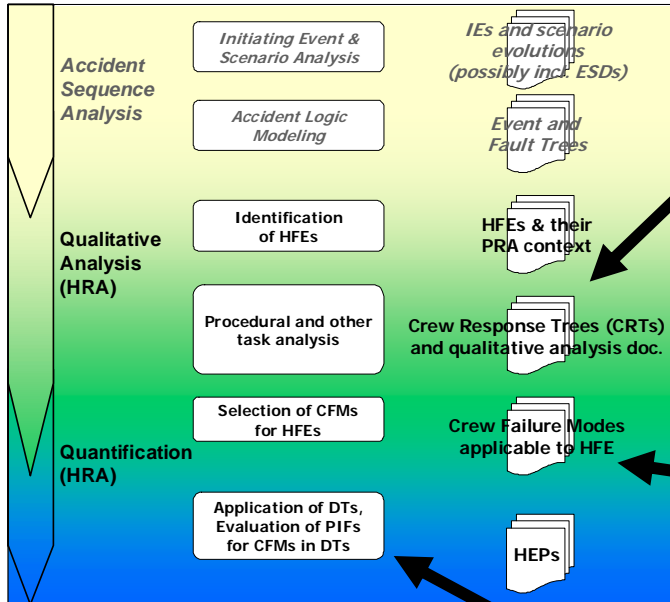 Accident
Sequence
Analysis
Initiating Event &
Scenario Analysis
IEs and scenario
evolutions
(possibly incl. ESDs)
Accident Logic
Modeling
Event and
Fault Trees
Qualitative
Analysis
(HRA)
Identification
of HFEs
HFEs & their
PRA context
Procedural and other
task analysis
Crew Response Trees (CRTs)
and qualitative analysis doc.
Quantification
(HRA)
Selection of CFMs
for HFEs
Crew Failure Modes
applicable to HFE
Application of DTs,
Evaluation of PIFs
for CFMs in DTs
HEPs